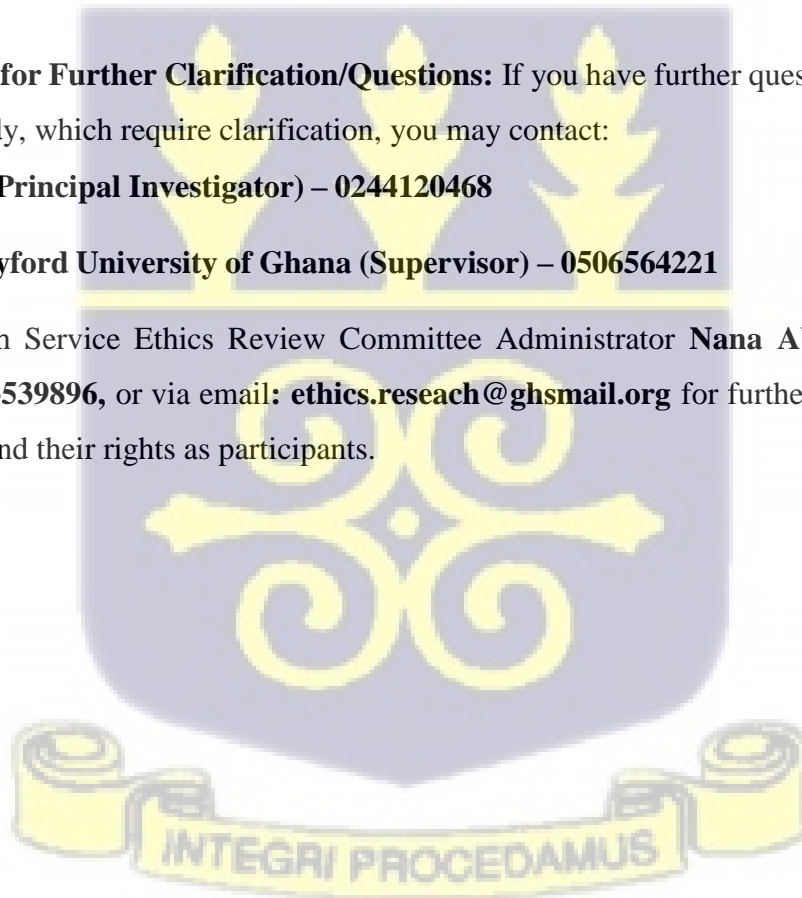 for Further Clarification/Questions: If you have further ques
which require clarification, you may contact:
Principal Investigator) – 0244120468
yford University of Ghana (Supervisor) – 0506564221
Service Ethics Review Committee Administrator Nana A
539896, or via email: ethics.reseach@ghsmail.org for furthe
nd their rights as participants.
INTEGRI PROCEDAMUS